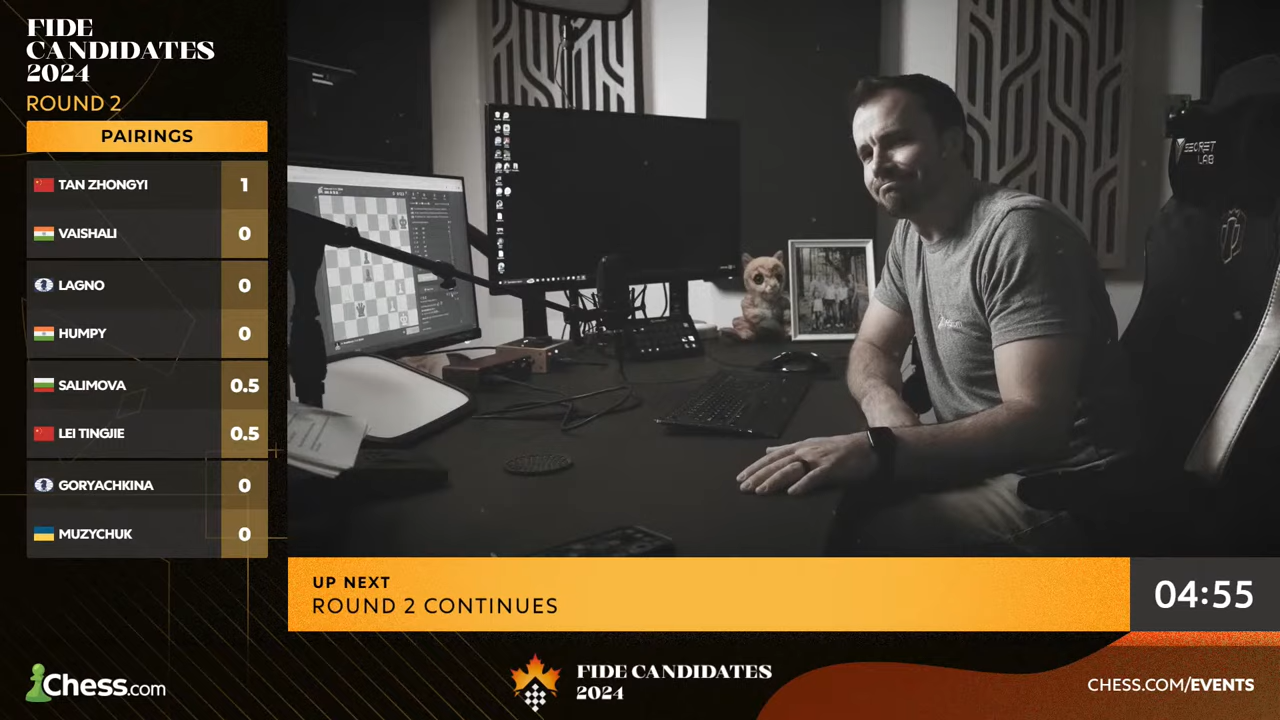 FIDE
CANDIDATES
2024
ROUND 2
PAIRINGS
TAN ZHONGYI 1
VAISHALI 0
LAGNO 0
HUMPY 0
SALIMOVA 0.5
LEI TINGJIE 0.5
GORYACHKINA 0
MUZYCHUK 0
SECRET
LAB
UP NEXT
ROUND 2 CONTINUES
04:55
Chess.com
FIDE CANDIDATES
2024
CHESS.COM/EVENTS